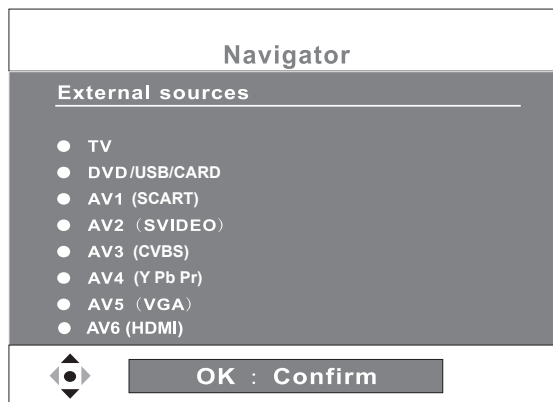 Navigator
External sources
TV
DVD/USB/CARD
AV1 (SCART)
AV2（SVIDEO）
AV3 (CVBS)
AV4 (Y Pb Pr)
AV5（VGA）
AV6 (HDMI)
OK : Confirm